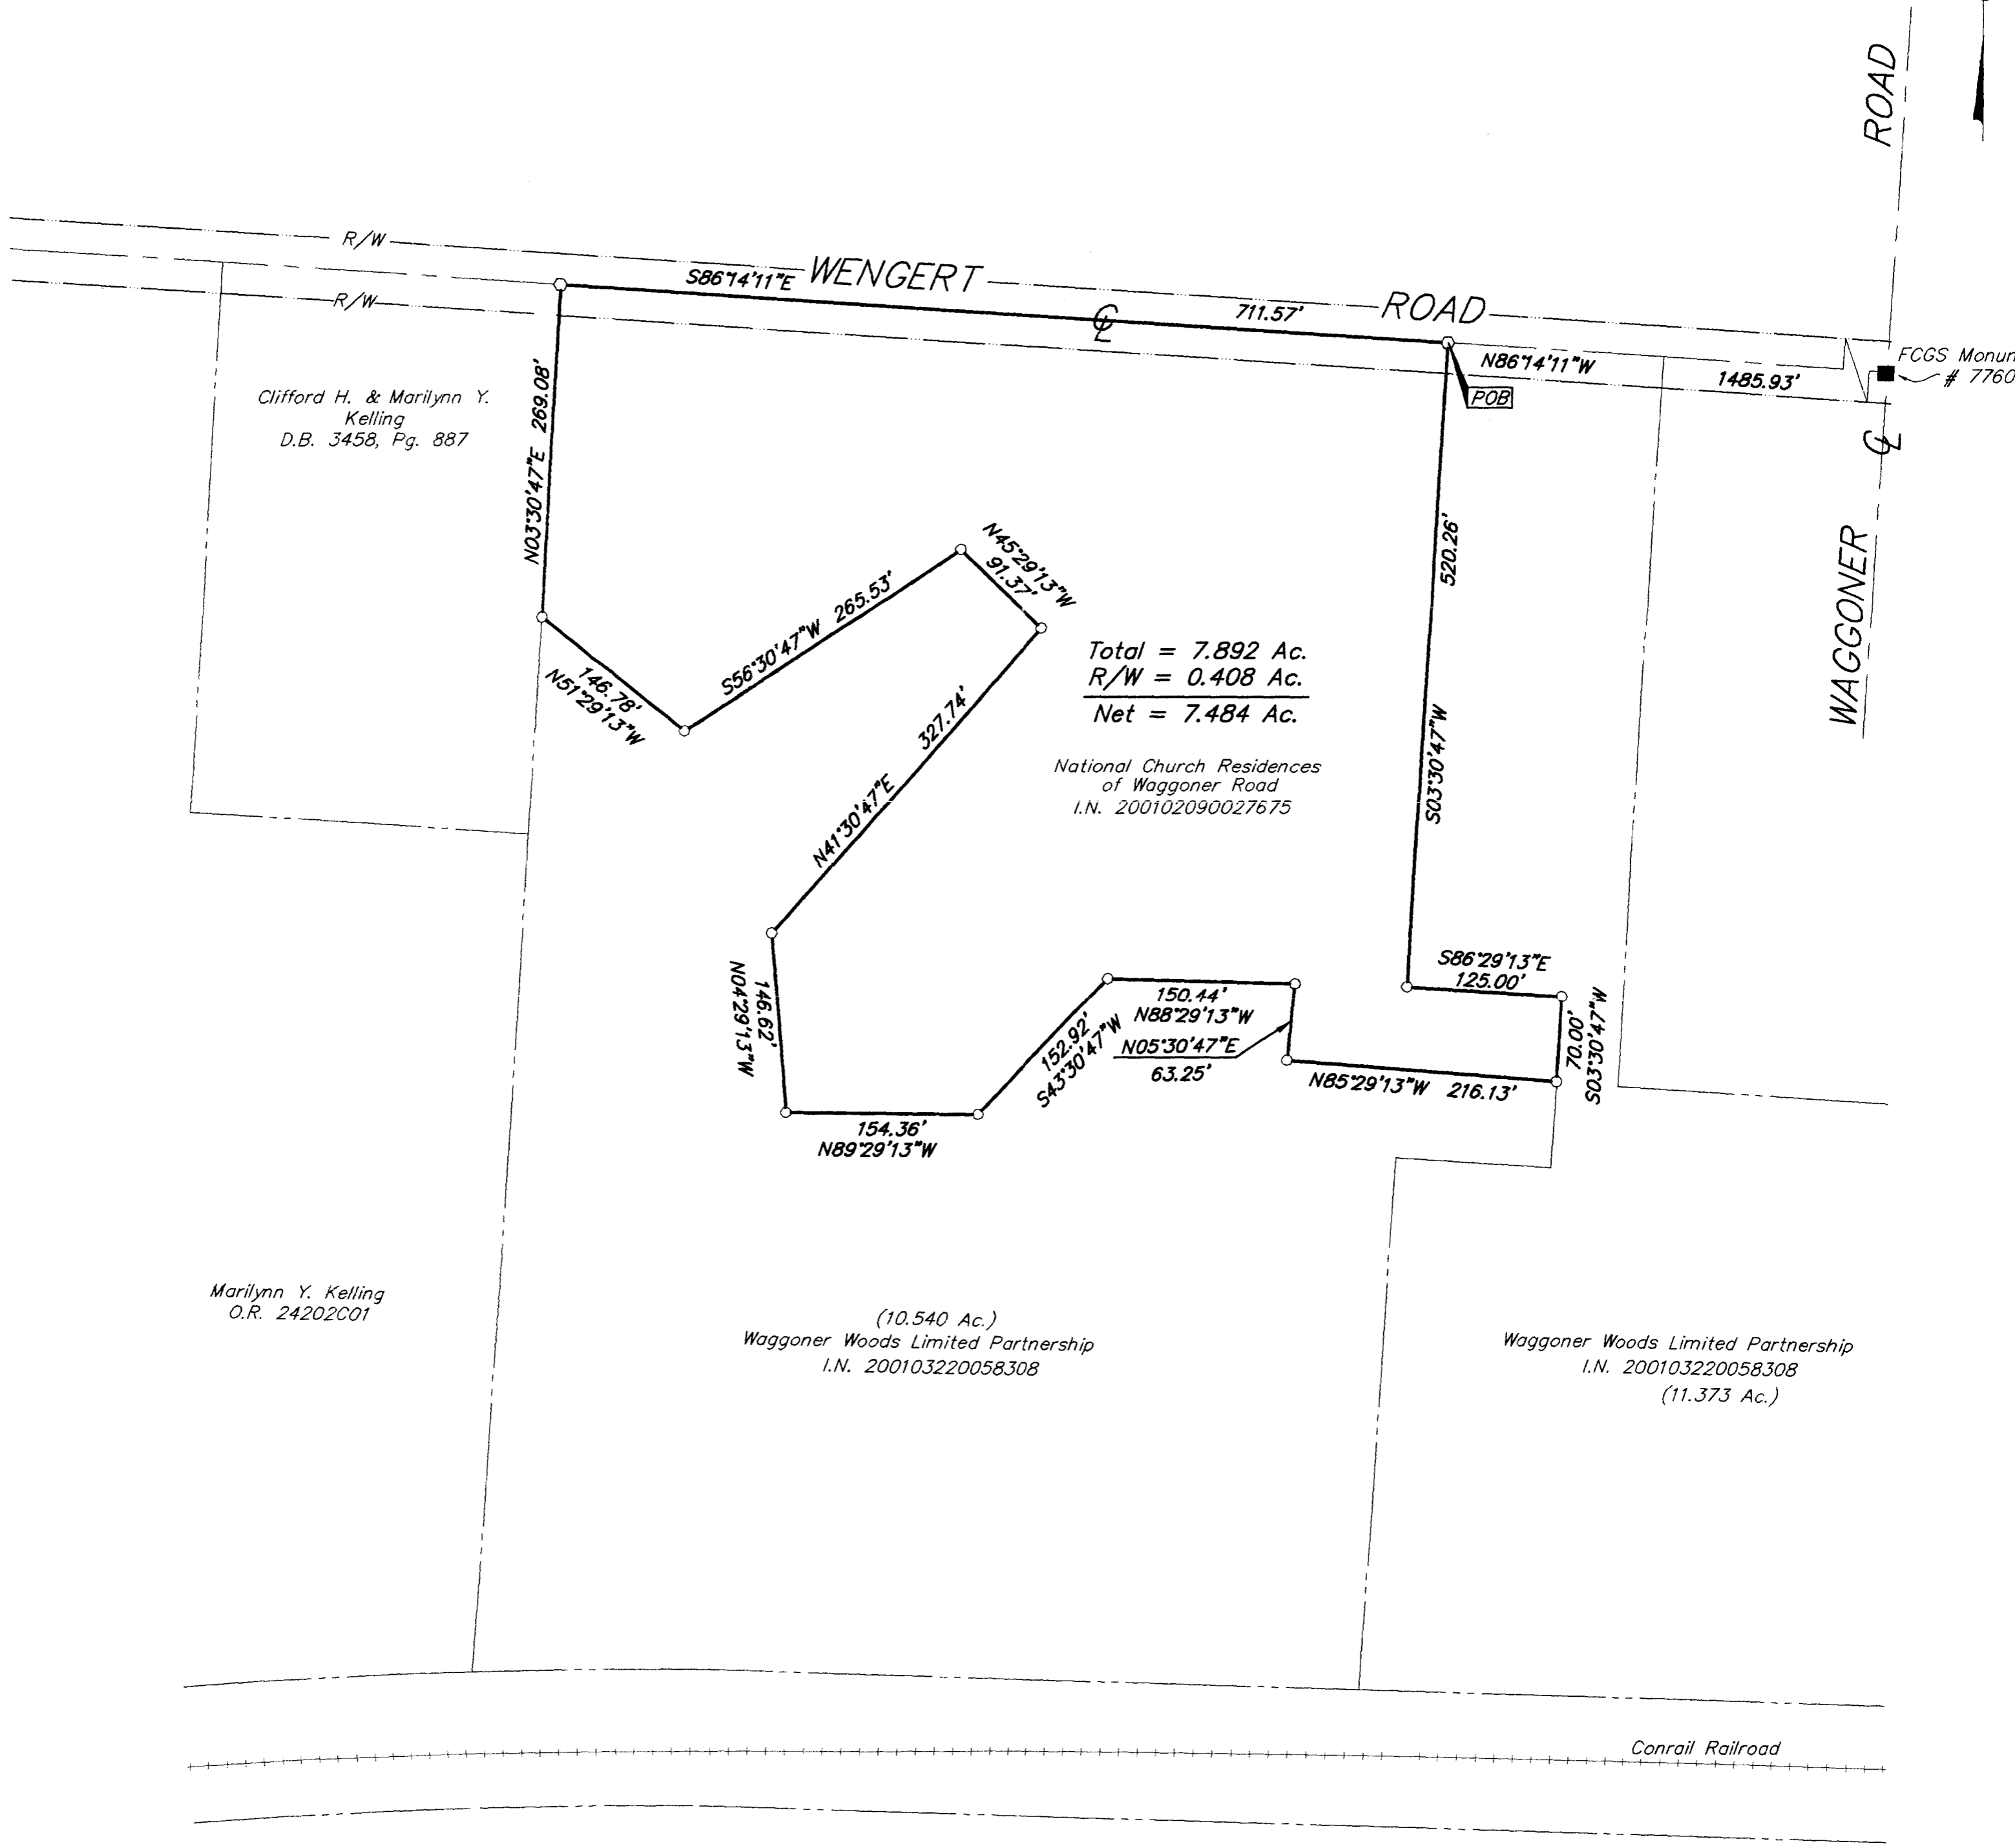 ROAD
R/W
WENGERT
ROAD
S86°14'11"E
711.57'
R/W
N86°14'11"W
1485.93'
FCGS
# 7760
POB
Clifford H. & Marilynn Y.
Kelling
D.B. 3458, Pg. 887
N03°30'47"E 269.08'
520.26'
S03°30'47"W
WAGGONER
N45°29'13"W
91.37'
S56°30'47"W 265.53'
146.78'
N51°29'13"W
Total = 7.892 Ac.
R/W = 0.408 Ac.
Net = 7.484 Ac.
327.74'
N41°30'47"E
National Church Residences
of Waggoner Road
I.N. 200102090027675
S86°29'13"E
125.00'
70.00'
S03°30'47"W
146.62'
N04°29'13"W
150.44'
N88°29'13"W
152.92'
S43°30'47"W
N05°30'47"E
63.25'
N85°29'13"W 216.13'
154.36'
N89°29'13"W
Marilynn Y. Kelling
O.R. 24202C01
(10.540 Ac.)
Waggoner Woods Limited Partnership
I.N. 200103220058308
Waggoner Woods Limited Partnership
I.N. 200103220058308
(11.373 Ac.)
Conrail Railroad